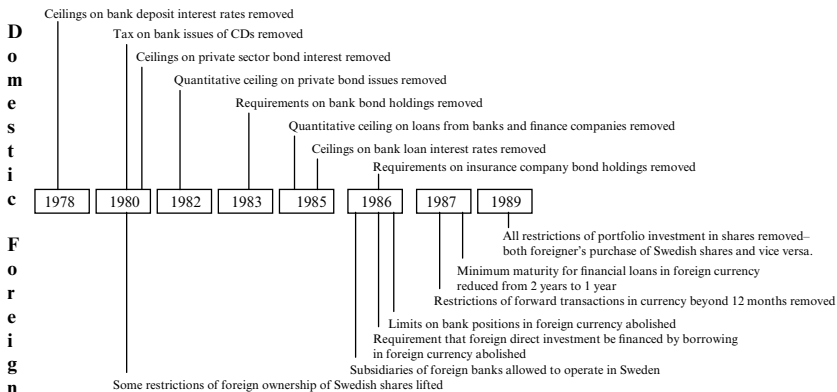 Ceilings on bank deposit interest rates removed
Tax on bank issues of CDs removed
Ceilings on private sector bond interest removed
Quantitative ceiling on private bond issues removed
Requirements on bank bond holdings removed
Quantitative ceiling on loans from banks and finance companies removed
Ceilings on bank loan interest rates removed
Requirements on insurance company bond holdings removed
Domestic
1978 1980 1982 1983 1985 1986 1987 1989
Foreign
All restrictions of portfolio investment in shares removed–
both foreigner's purchase of Swedish shares and vice versa.
Minimum maturity for financial loans in foreign currency
reduced from 2 years to 1 year
Restrictions of forward transactions in currency beyond 12 months removed
Limits on bank positions in foreign currency abolished
Requirement that foreign direct investment be financed by borrowing
in foreign currency abolished
Subsidiaries of foreign banks allowed to operate in Sweden
Some restrictions of foreign ownership of Swedish shares lifted